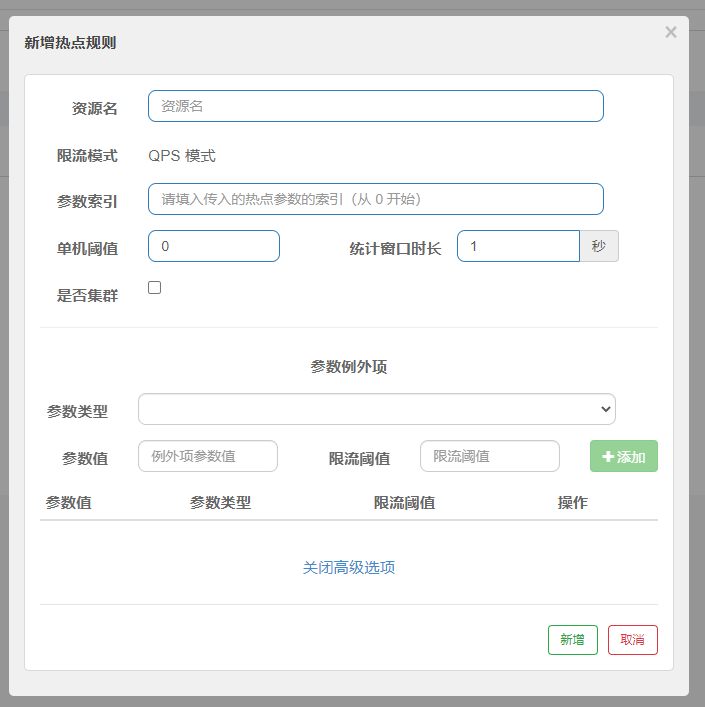 新增热点规则 ×
资源名 资源名
限流模式 QPS 模式
参数索引 请填入传入的热点参数的索引（从 0 开始）
单机阈值 0 统计窗口时长 1 秒
是否集群
参数例外项
参数类型
参数值 例外项参数值 限流阈值 限流阈值 +添加
参数值 参数类型 限流阈值 操作
关闭高级选项
新增 取消